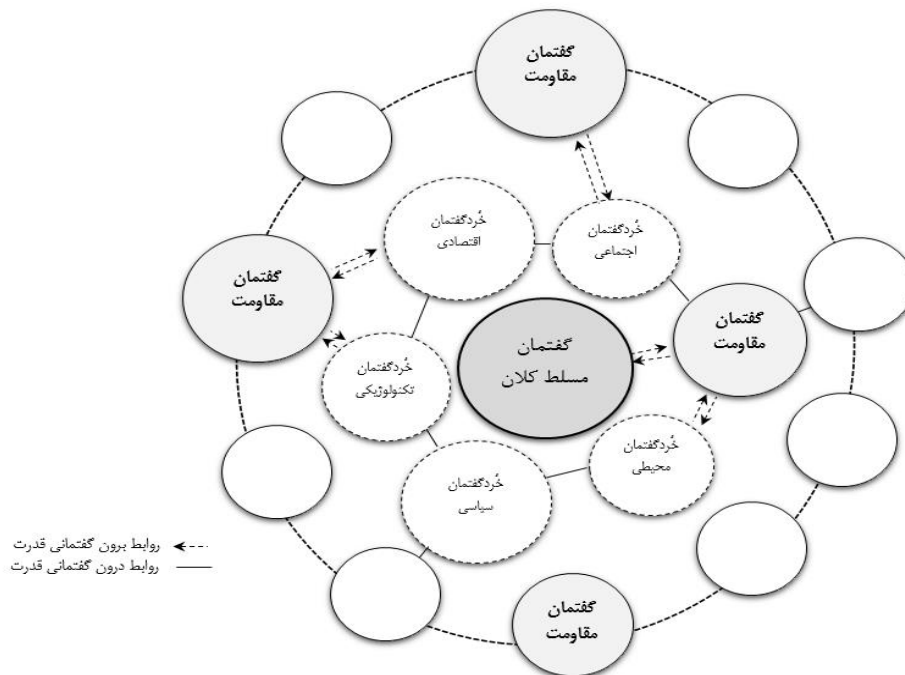 گفتمان
مقاومت
خُردگفتمان
اقتصادی
خُردگفتمان
اجتماعی
گفتمان
مقاومت
گفتمان
مقاومت
گفتمان
مسلط کلان
خُردگفتمان
تکنولوژیکی
خُردگفتمان
محیطی
خُردگفتمان
سیاسی
روابط برون گفتمانی قدرت
روابط درون گفتمانی قدرت
گفتمان
مقاومت